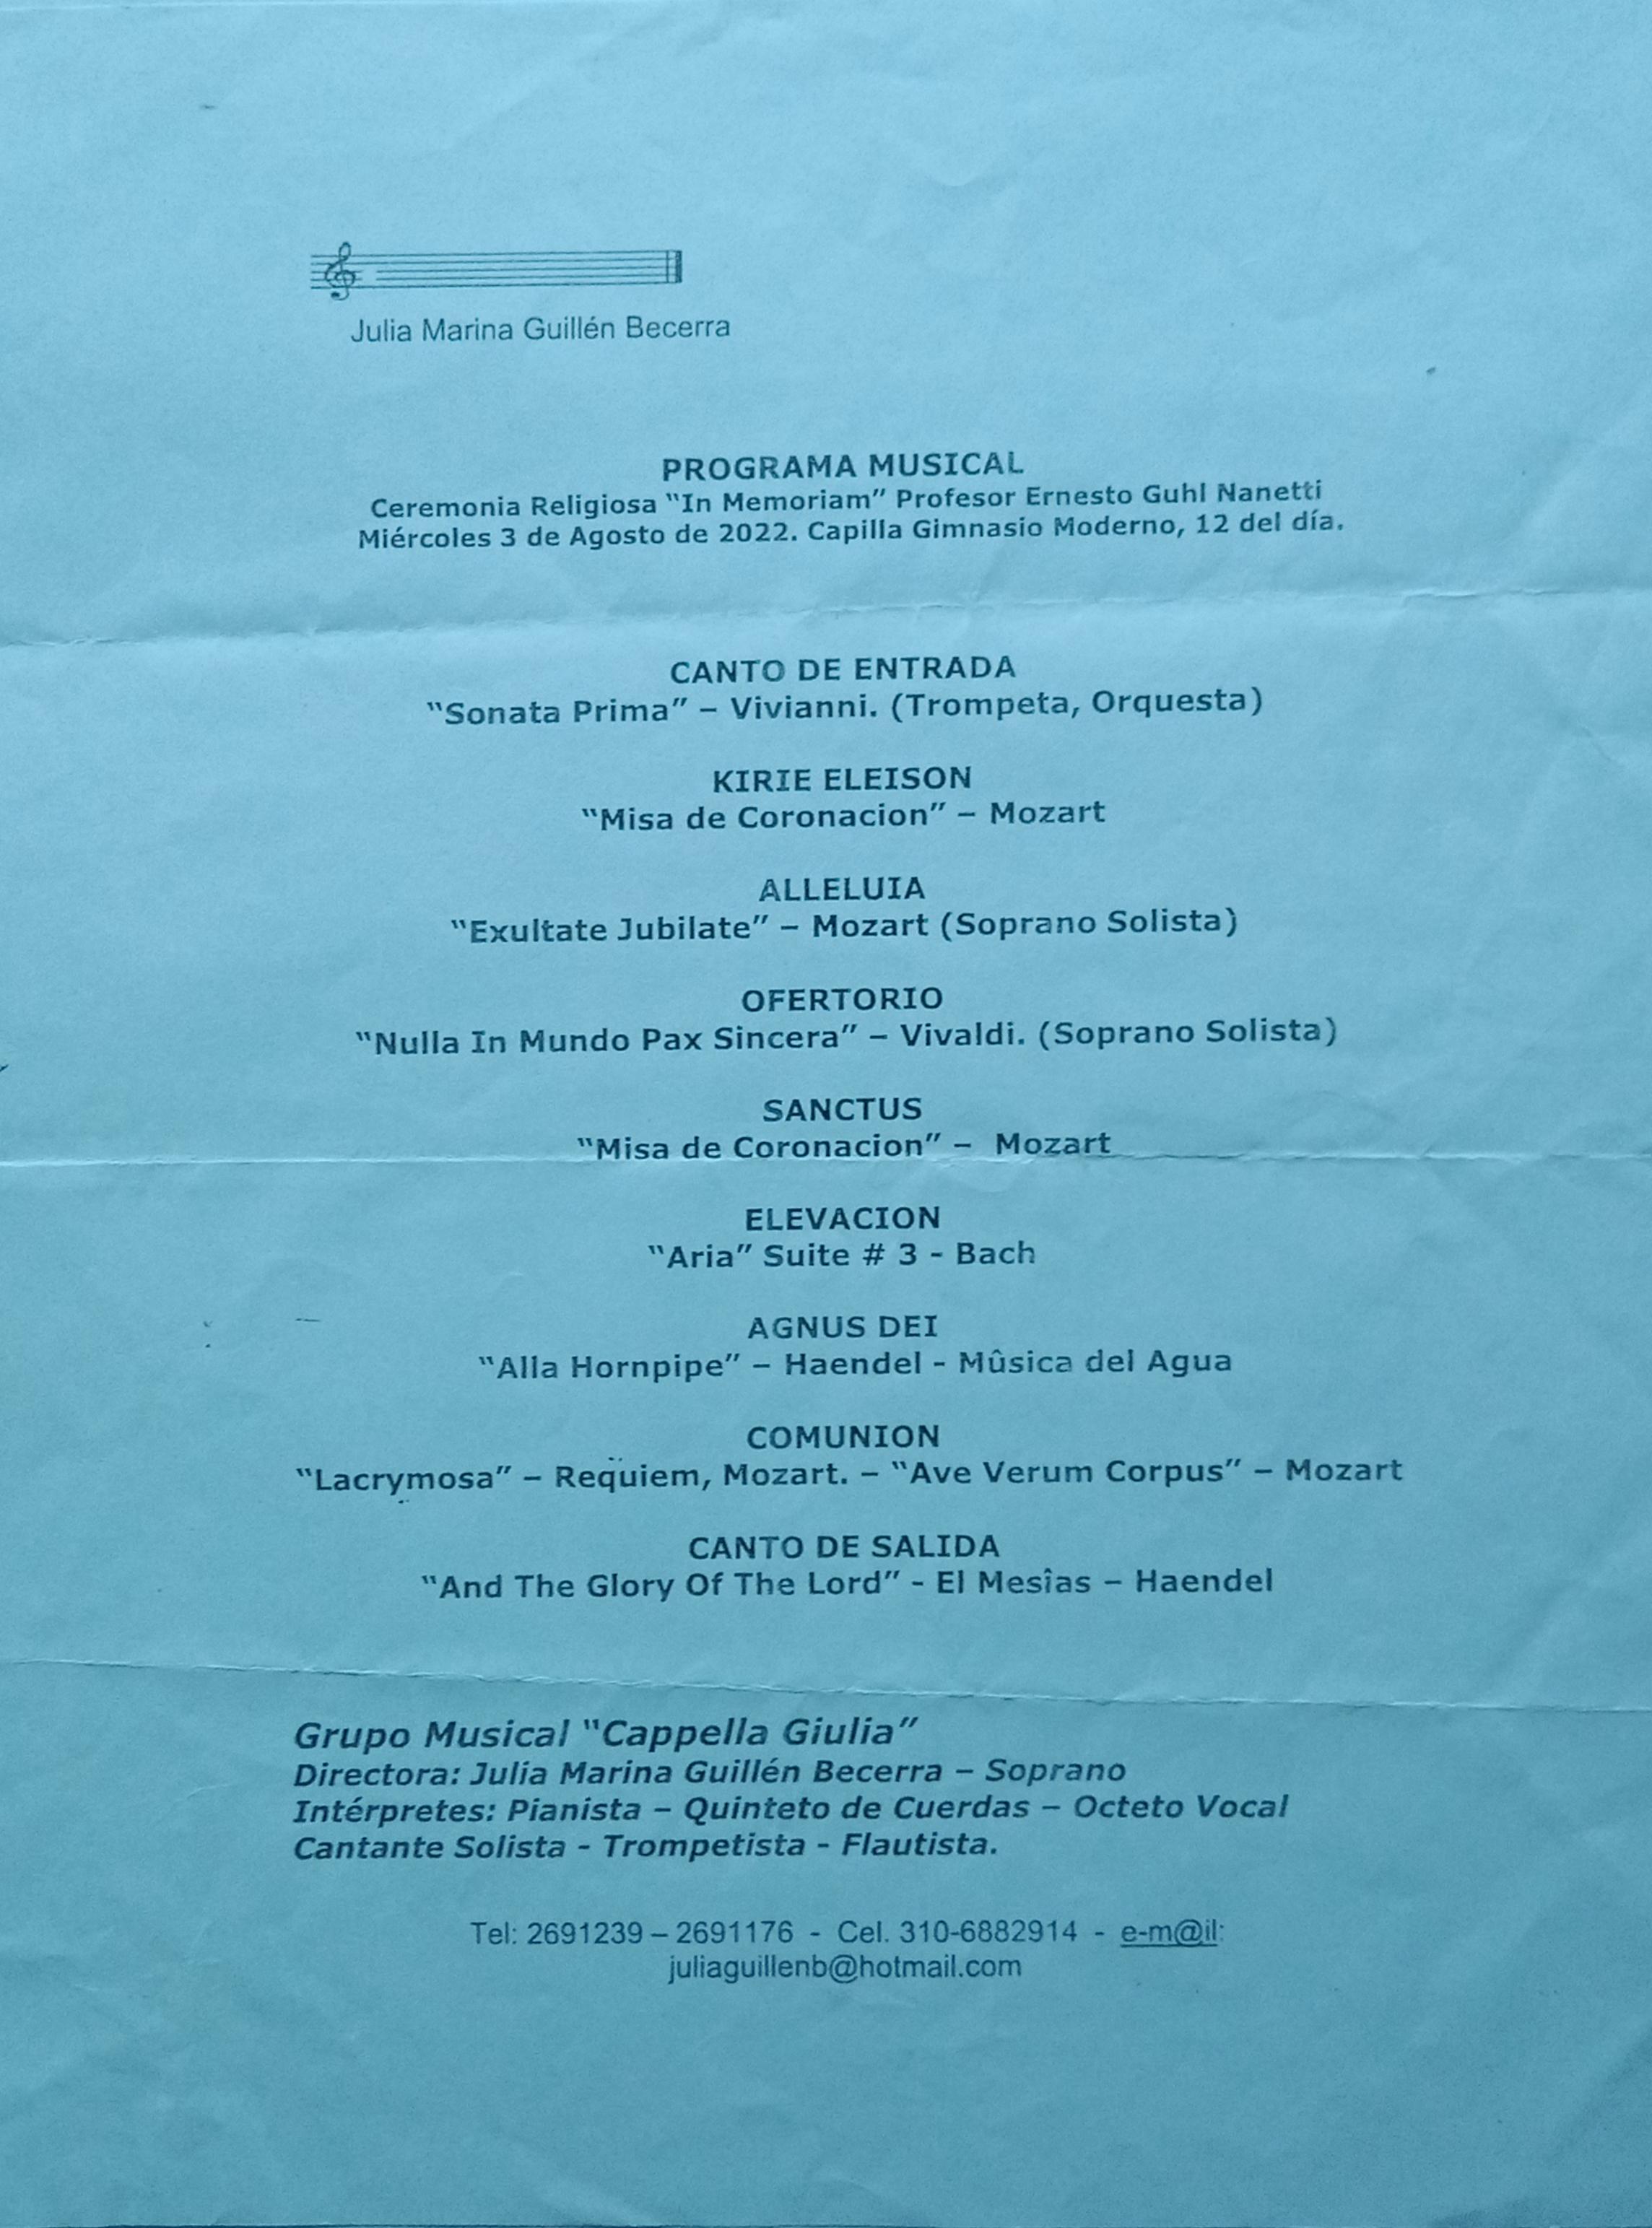 Julia Marina Guillén Becerra
PROGRAMA MUSICAL
Ceremonia Religiosa “In Memoriam” Profesor Ernesto Guhl Nanetti
Miércoles 3 de Agosto de 2022. Capilla Gimnasio Moderno, 12 del día.
CANTO DE ENTRADA
“Sonata Prima” – Vivianni. (Trompeta, Orquesta)
KIRIE ELEISON
“Misa de Coronacion” – Mozart
ALLELUIA
“Exultate Jubilate” – Mozart (Soprano Solista)
OFERTORIO
“Nulla In Mundo Pax Sincera” – Vivaldi. (Soprano Solista)
SANCTUS
“Misa de Coronacion” – Mozart
ELEVACION
“Aria” Suite # 3 - Bach
AGNUS DEI
“Alla Hornpipe” – Haendel - Mûsica del Agua
COMUNION
“Lacrymosa” – Requiem, Mozart. – “Ave Verum Corpus” – Mozart
CANTO DE SALIDA
“And The Glory Of The Lord” - El Mesîas – Haendel
Grupo Musical “Cappella Giulia”
Directora: Julia Marina Guillén Becerra – Soprano
Intérpretes: Pianista – Quinteto de Cuerdas – Octeto Vocal
Cantante Solista - Trompetista - Flautista.
Tel: 2691239 – 2691176 - Cel. 310-6882914 - e-m@il:
juliaguillenb@hotmail.com